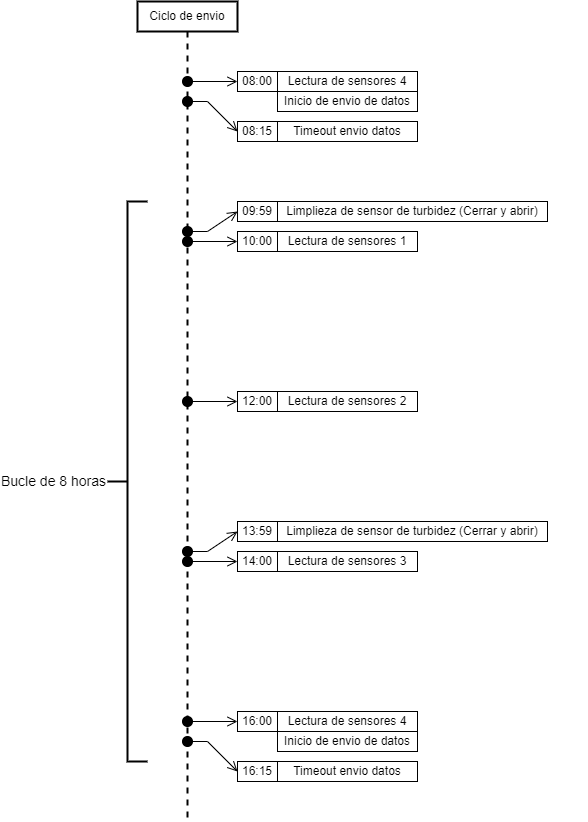 Ciclo de envio
08:00 Lectura de sensores 4
Inicio de envio de datos
08:15 Timeout envio datos
09:59 Limplieza de sensor de turbidez (Cerrar y abrir)
10:00 Lectura de sensores 1
12:00 Lectura de sensores 2
Bucle de 8 horas
13:59 Limplieza de sensor de turbidez (Cerrar y abrir)
14:00 Lectura de sensores 3
16:00 Lectura de sensores 4
Inicio de envio de datos
16:15 Timeout envio datos